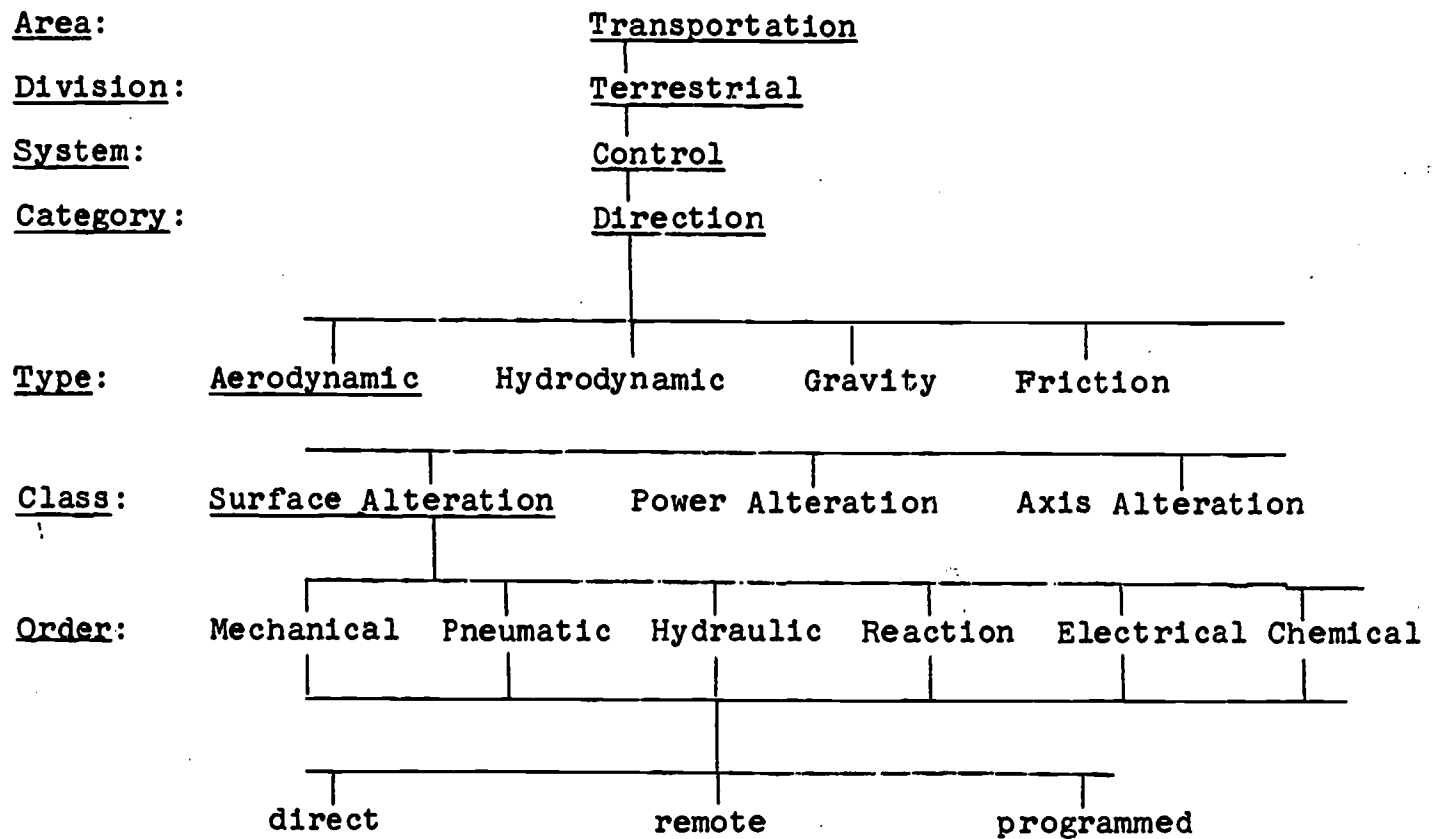 Area: Transportation
Division: Terrestrial
System: Control
Category: Direction
Type: Aerodynamic Hydrodynamic Gravity Friction
Class: Surface Alteration Power Alteration Axis Alteration
Order: Mechanical Pneumatic Hydraulic Reaction Electrical Chemical
direct remote programmed